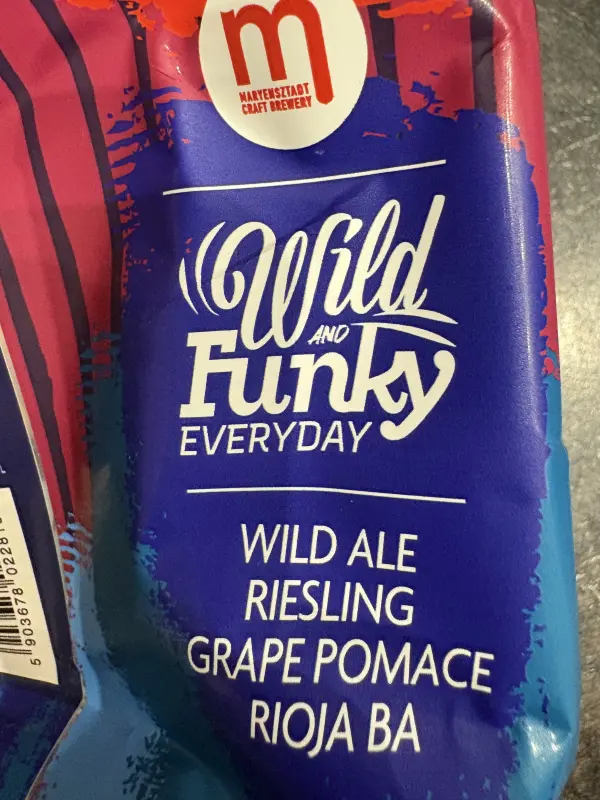 m
MARYENSZTADT
CRAFT BREWERY
Wild
AND
Funky
EVERYDAY
WILD ALE
RIESLING
GRAPE POMACE
RIOJA BA